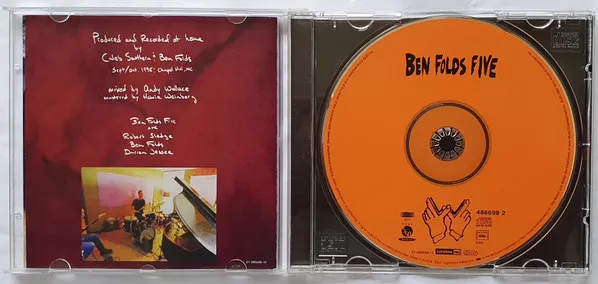 Produced and Recorded at home
by
Caleb Southern + Ben Folds
Sept/Oct. 1996; Chapel Hill, NC
mixed by Andy Wallace
mastered by Howie Weinberg
Ben Folds Five
are
Robert Sledge
Ben Folds
Darren Jessee
BEN FOLDS FIVE
486698 2